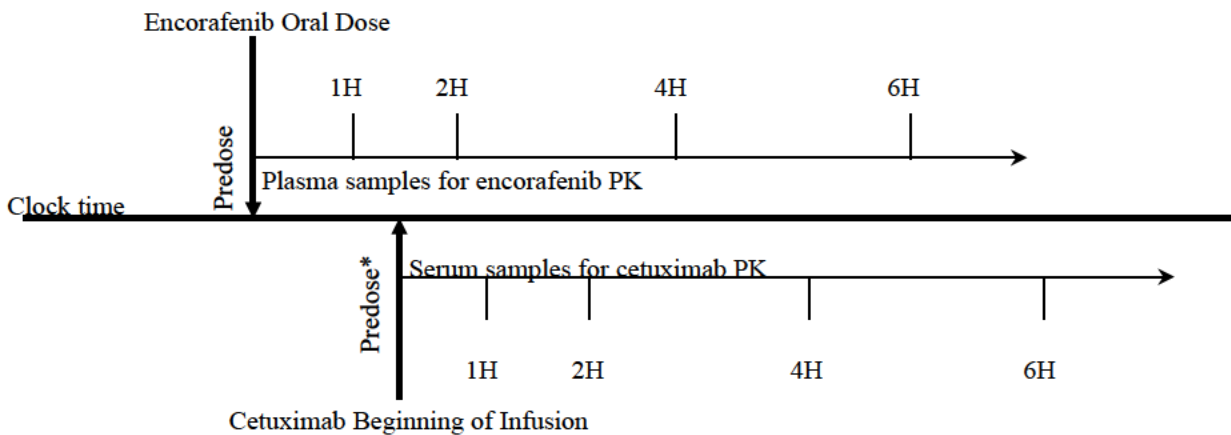 Encorafenib Oral Dose
1H 2H 4H 6H
Predose
Plasma samples for encorafenib PK
Clock time
Predose*
Serum samples for cetuximab PK
1H 2H 4H 6H
Cetuximab Beginning of Infusion